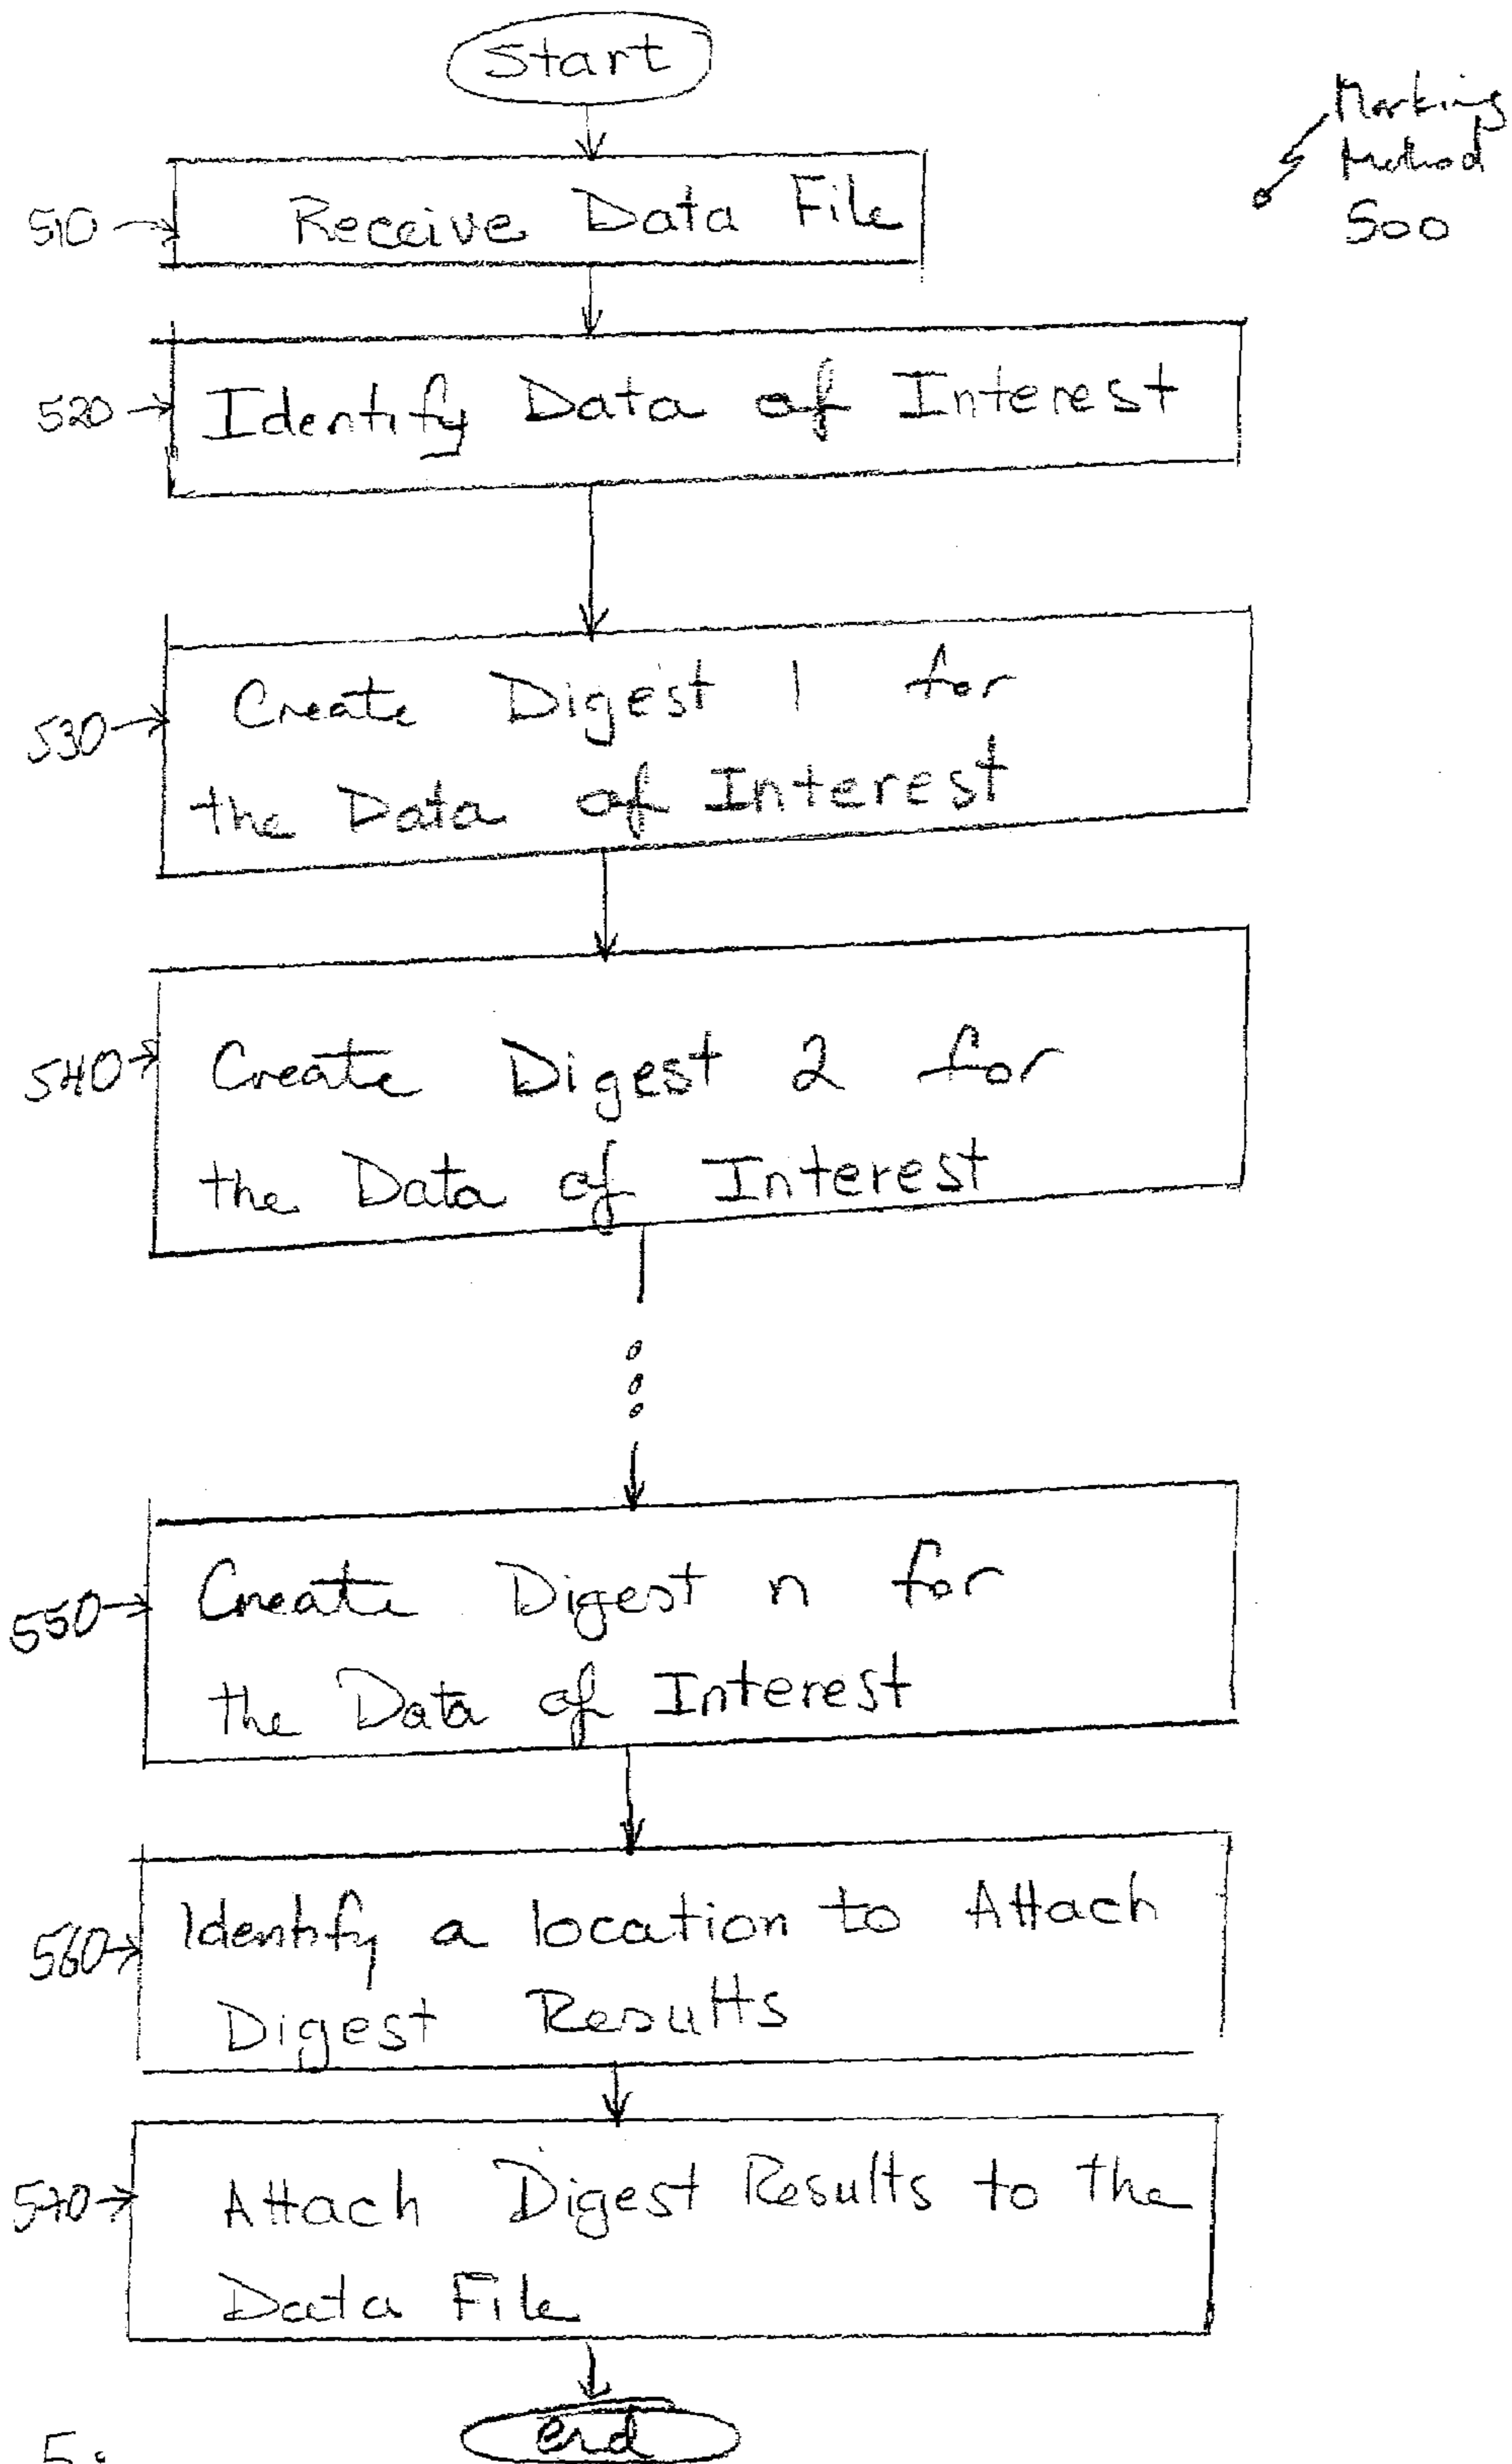 Start
Marking
Method
500
510
Receive Data File
520
Identify Data of Interest
530
Create Digest 1 for
the Data of Interest
540
Create Digest 2 for
the Data of Interest
550
Create Digest n for
the Data of Interest
560
Identify a location to Attach
Digest Results
570
Attach Digest Results to the
Data File
end
5: